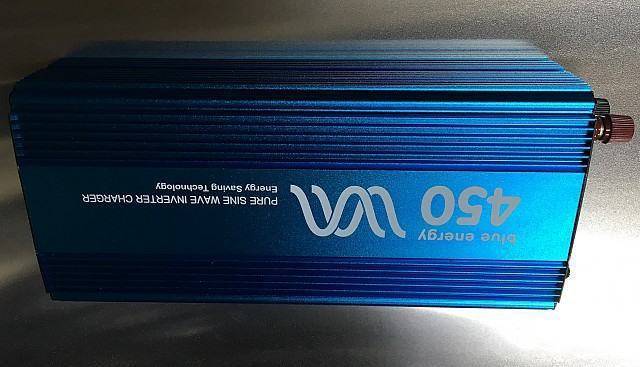 blue energy
450
PURE SINE WAVE INVERTER CHARGER
Energy Saving Technology